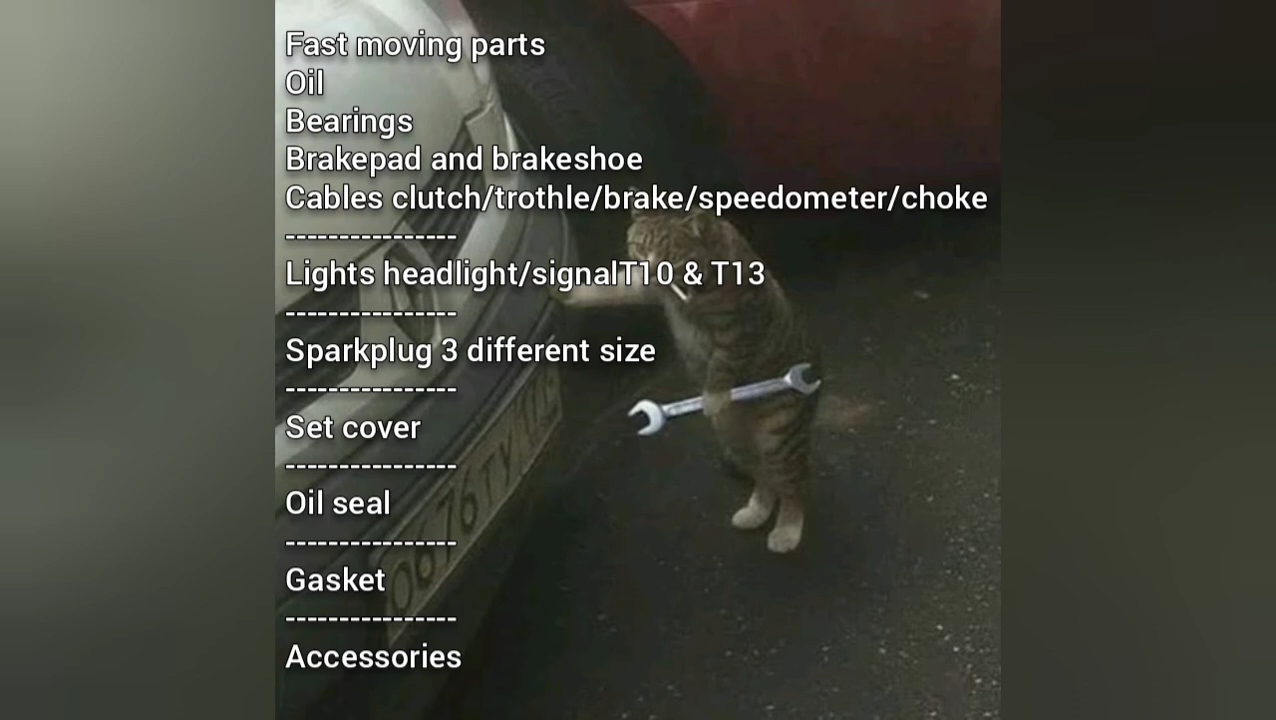 Fast moving parts
Oil
Bearings
Brakepad and brakeshoe
Cables clutch/trothle/brake/speedometer/choke
----------------
Lights headlight/signalT10 & T13
----------------
Sparkplug 3 different size
----------------
Set cover
----------------
Oil seal
----------------
Gasket
----------------
Accessories